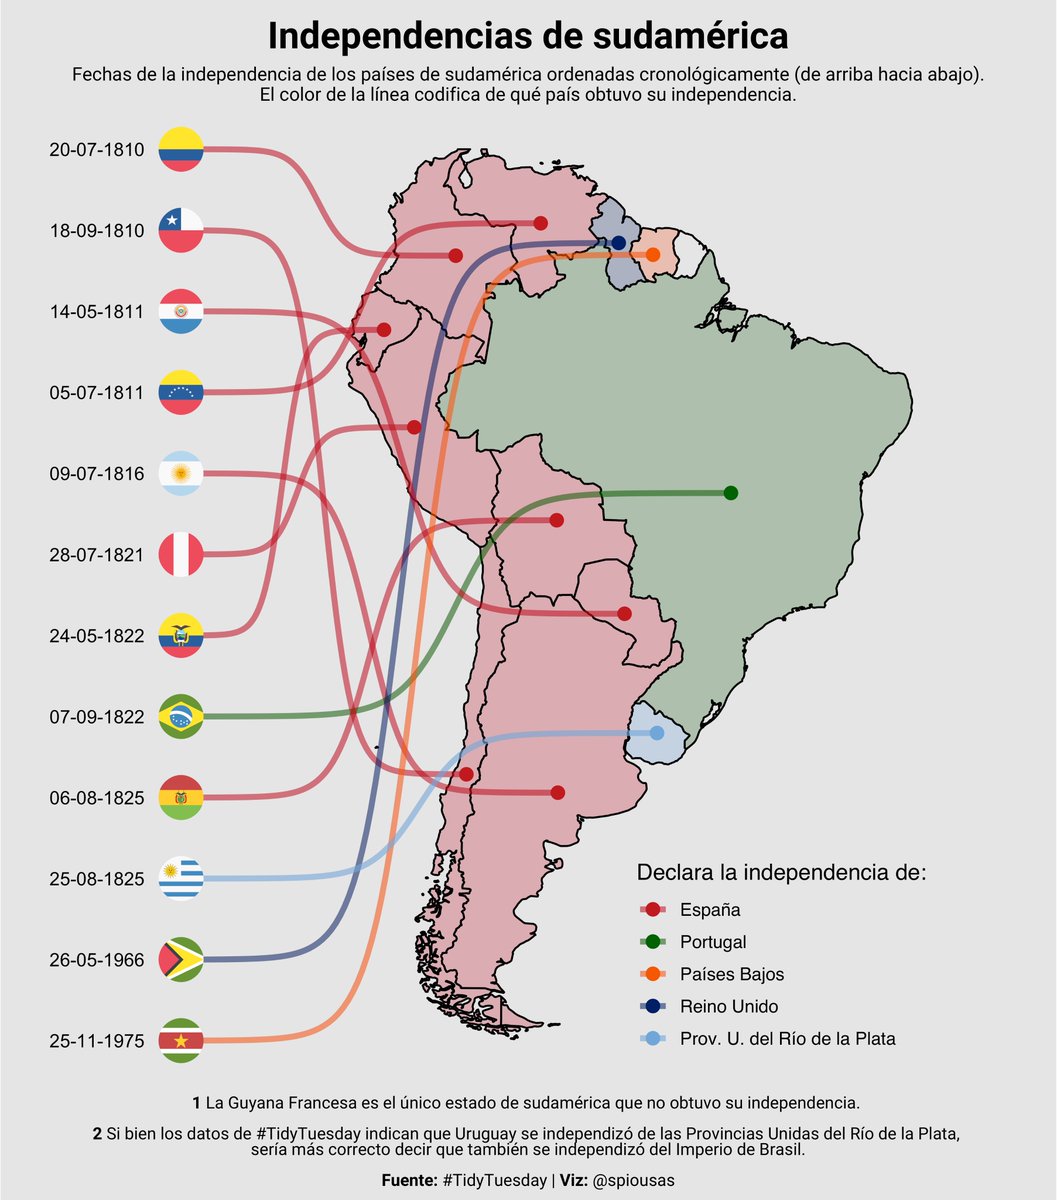 Independencias de sudamérica
Fechas de la independencia de los países de sudamérica ordenadas cronológicamente (de arriba hacia abajo).
El color de la línea codifica de qué país obtuvo su independencia.
20-07-1810
18-09-1810
14-05-1811
05-07-1811
09-07-1816
28-07-1821
24-05-1822
07-09-1822
06-08-1825
25-08-1825
26-05-1966
25-11-1975
Declara la independencia de:
España
Portugal
Países Bajos
Reino Unido
Prov. U. del Río de la Plata
1 La Guyana Francesa es el único estado de sudamérica que no obtuvo su independencia.
2 Si bien los datos de #TidyTuesday indican que Uruguay se independizó de las Provincias Unidas del Río de la Plata,
sería más correcto decir que también se independizó del Imperio de Brasil.
Fuente: #TidyTuesday | Viz: @spiousas